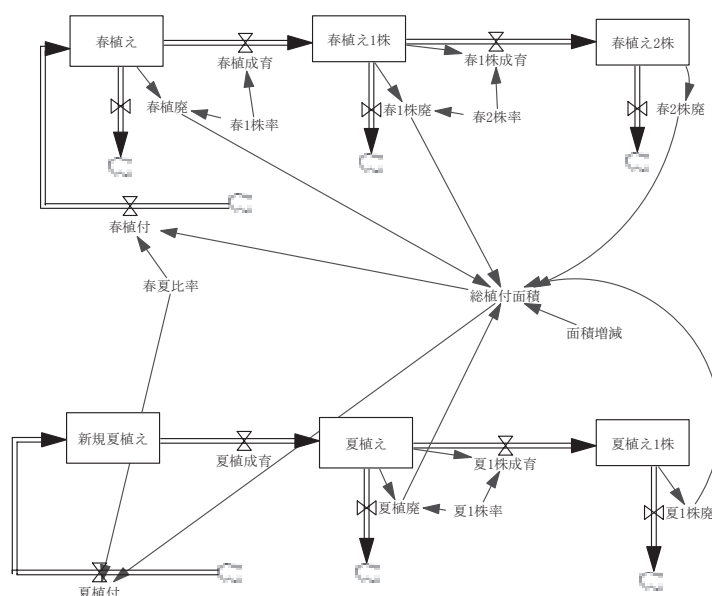 春植え
春植え1株
春植え2株
春植成育
春1株成育
春植廃
春1株率
春1株廃
春2株率
春2株廃
春植付
春夏比率
総植付面積
面積増減
新規夏植え
夏植え
夏植え1株
夏植成育
夏1株成育
夏植廃
夏1株率
夏1株廃
夏植付